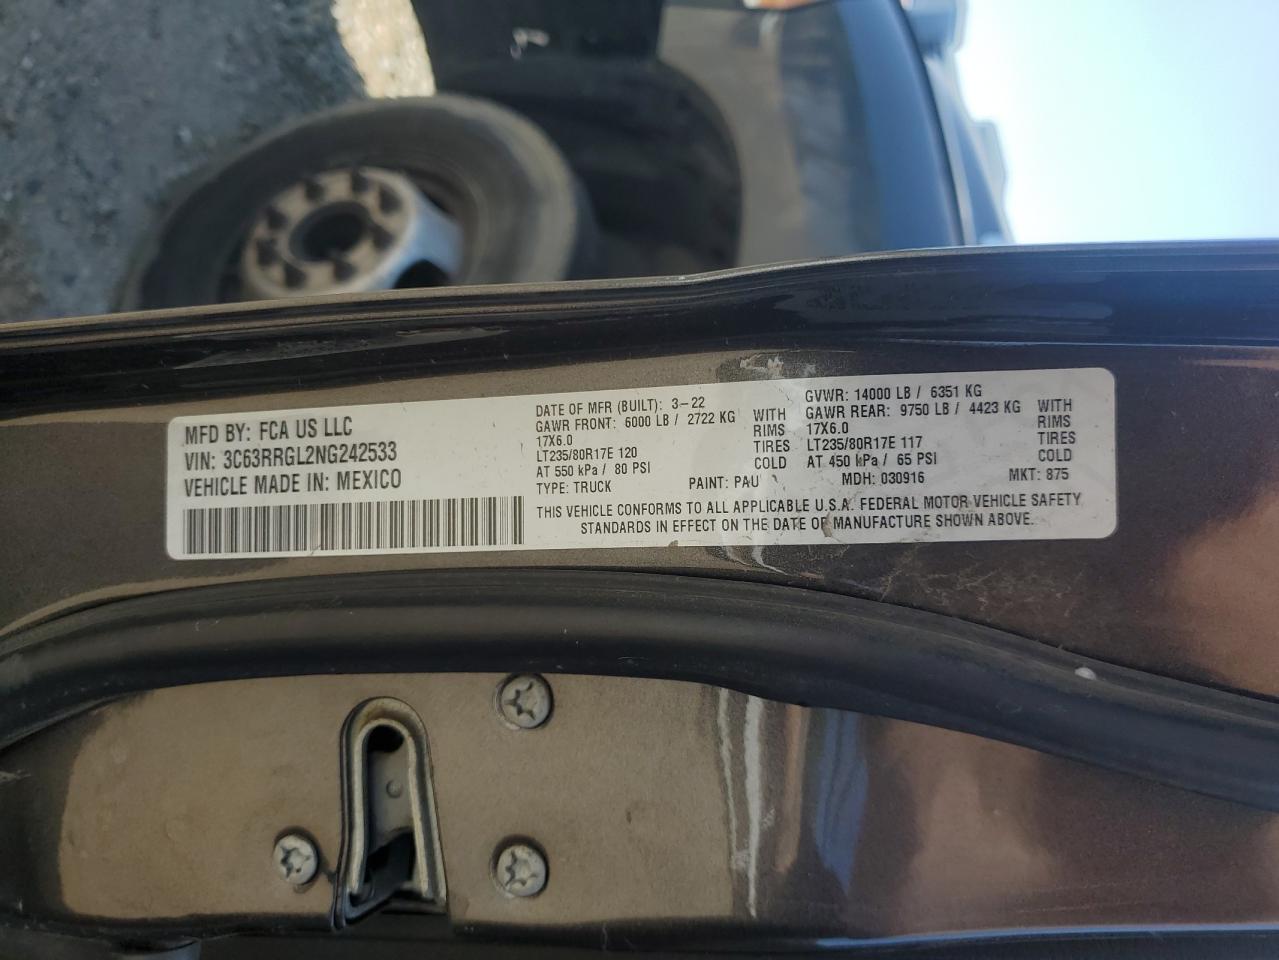 MFD BY: FCA US LLC
VIN: 3C63RRGL2NG242533
VEHICLE MADE IN: MEXICO
DATE OF MFR (BUILT): 3-22
GAWR FRONT: 6000 LB / 2722 KG WITH
17X6.0 RIMS
LT235/80R17E 120 TIRES
AT 550 kPa / 80 PSI COLD
TYPE: TRUCK PAINT: PAU
GVWR: 14000 LB / 6351 KG
GAWR REAR: 9750 LB / 4423 KG WITH
17X6.0 RIMS
LT235/80R17E 117 TIRES
AT 450 kPa / 65 PSI COLD
MDH: 030916 MKT: 875
THIS VEHICLE CONFORMS TO ALL APPLICABLE U.S.A. FEDERAL MOTOR VEHICLE SAFETY
STANDARDS IN EFFECT ON THE DATE OF MANUFACTURE SHOWN ABOVE.